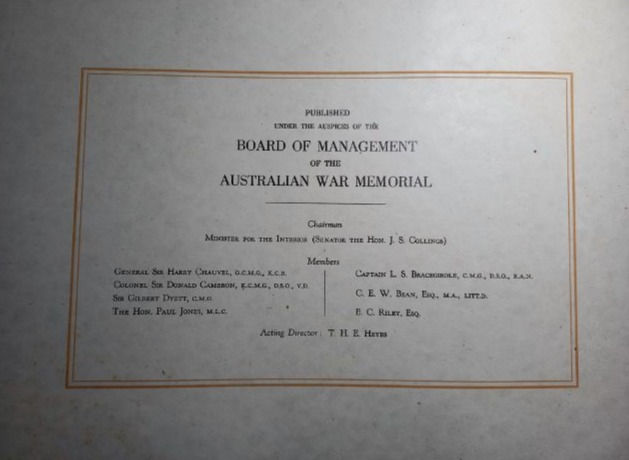 PUBLISHED
UNDER THE AUSPICES OF THE
BOARD OF MANAGEMENT
OF THE
AUSTRALIAN WAR MEMORIAL
Chairman
MINISTER FOR THE INTERIOR (SENATOR THE HON. J. S. COLLINGS)
Members
GENERAL SIR HARRY CHAUVEL, G.C.M.G., K.C.B.
COLONEL SIR DONALD CAMERON, K.C.M.G., D.S.O., V.D.
SIR GILBERT DYETT, C.M.G.
THE HON. PAUL JONES, M.L.C.
CAPTAIN L. S. BRACEGIRDLE, C.M.G., D.S.O., R.A.N.
C. E. W. BEAN, ESQ., M.A., LITT.D.
E. C. RILEY, ESQ.
Acting Director: T. H. E. HEYES